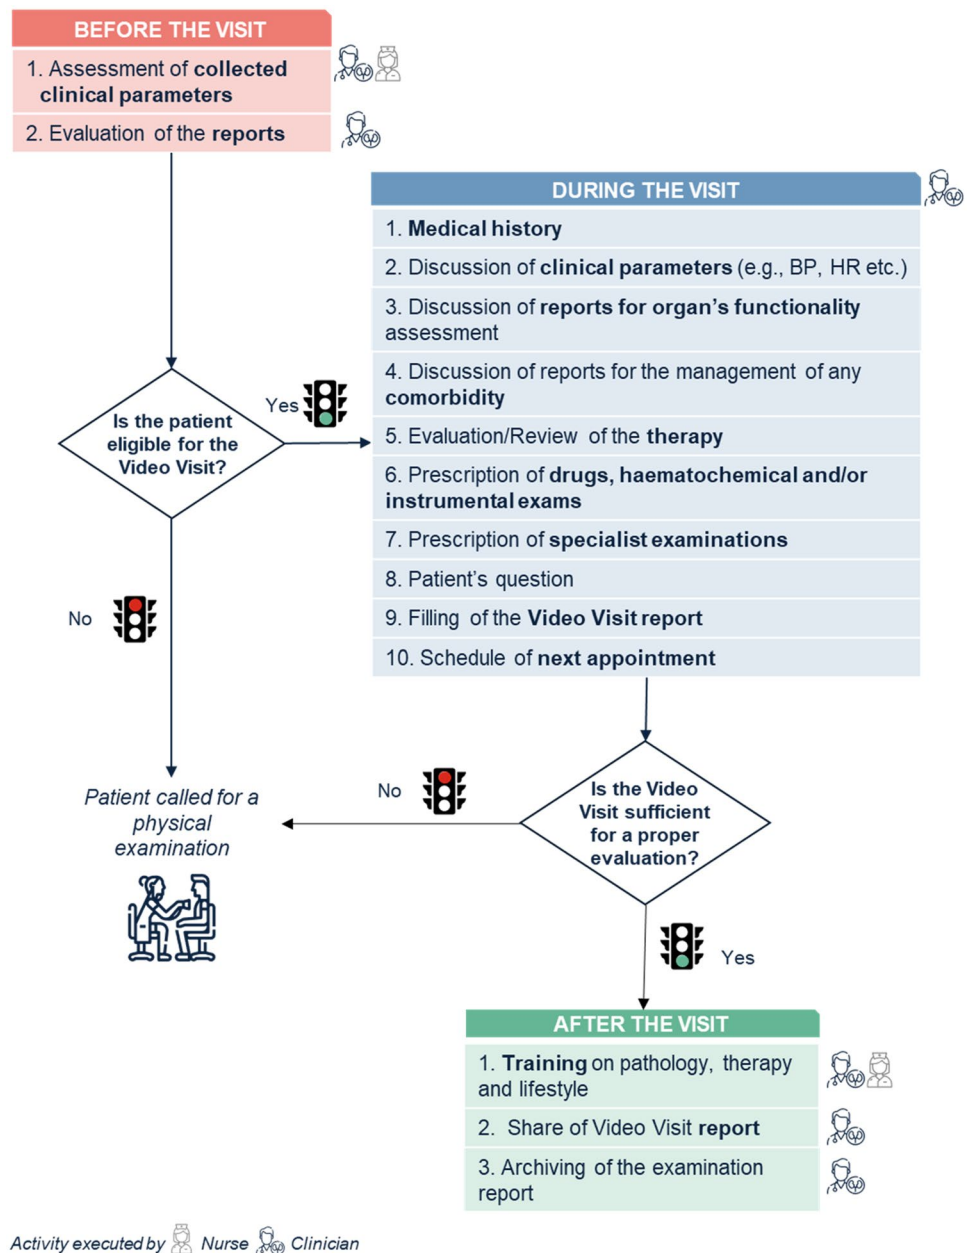 BEFORE THE VISIT
1. Assessment of collected
clinical parameters
2. Evaluation of the reports
DURING THE VISIT
1. Medical history
2. Discussion of clinical parameters (e.g., BP, HR etc.)
3. Discussion of reports for organ's functionality
assessment
4. Discussion of reports for the management of any
comorbidity
5. Evaluation/Review of the therapy
6. Prescription of drugs, haematochemical and/or
instrumental exams
7. Prescription of specialist examinations
8. Patient's question
9. Filling of the Video Visit report
10. Schedule of next appointment
Is the patient
eligible for the
Video Visit?
Yes
No
Patient called for a
physical
examination
Is the Video
Visit sufficient
for a proper
evaluation?
No
Yes
AFTER THE VISIT
1. Training on pathology, therapy
and lifestyle
2. Share of Video Visit report
3. Archiving of the examination
report
Activity executed by Nurse Clinician